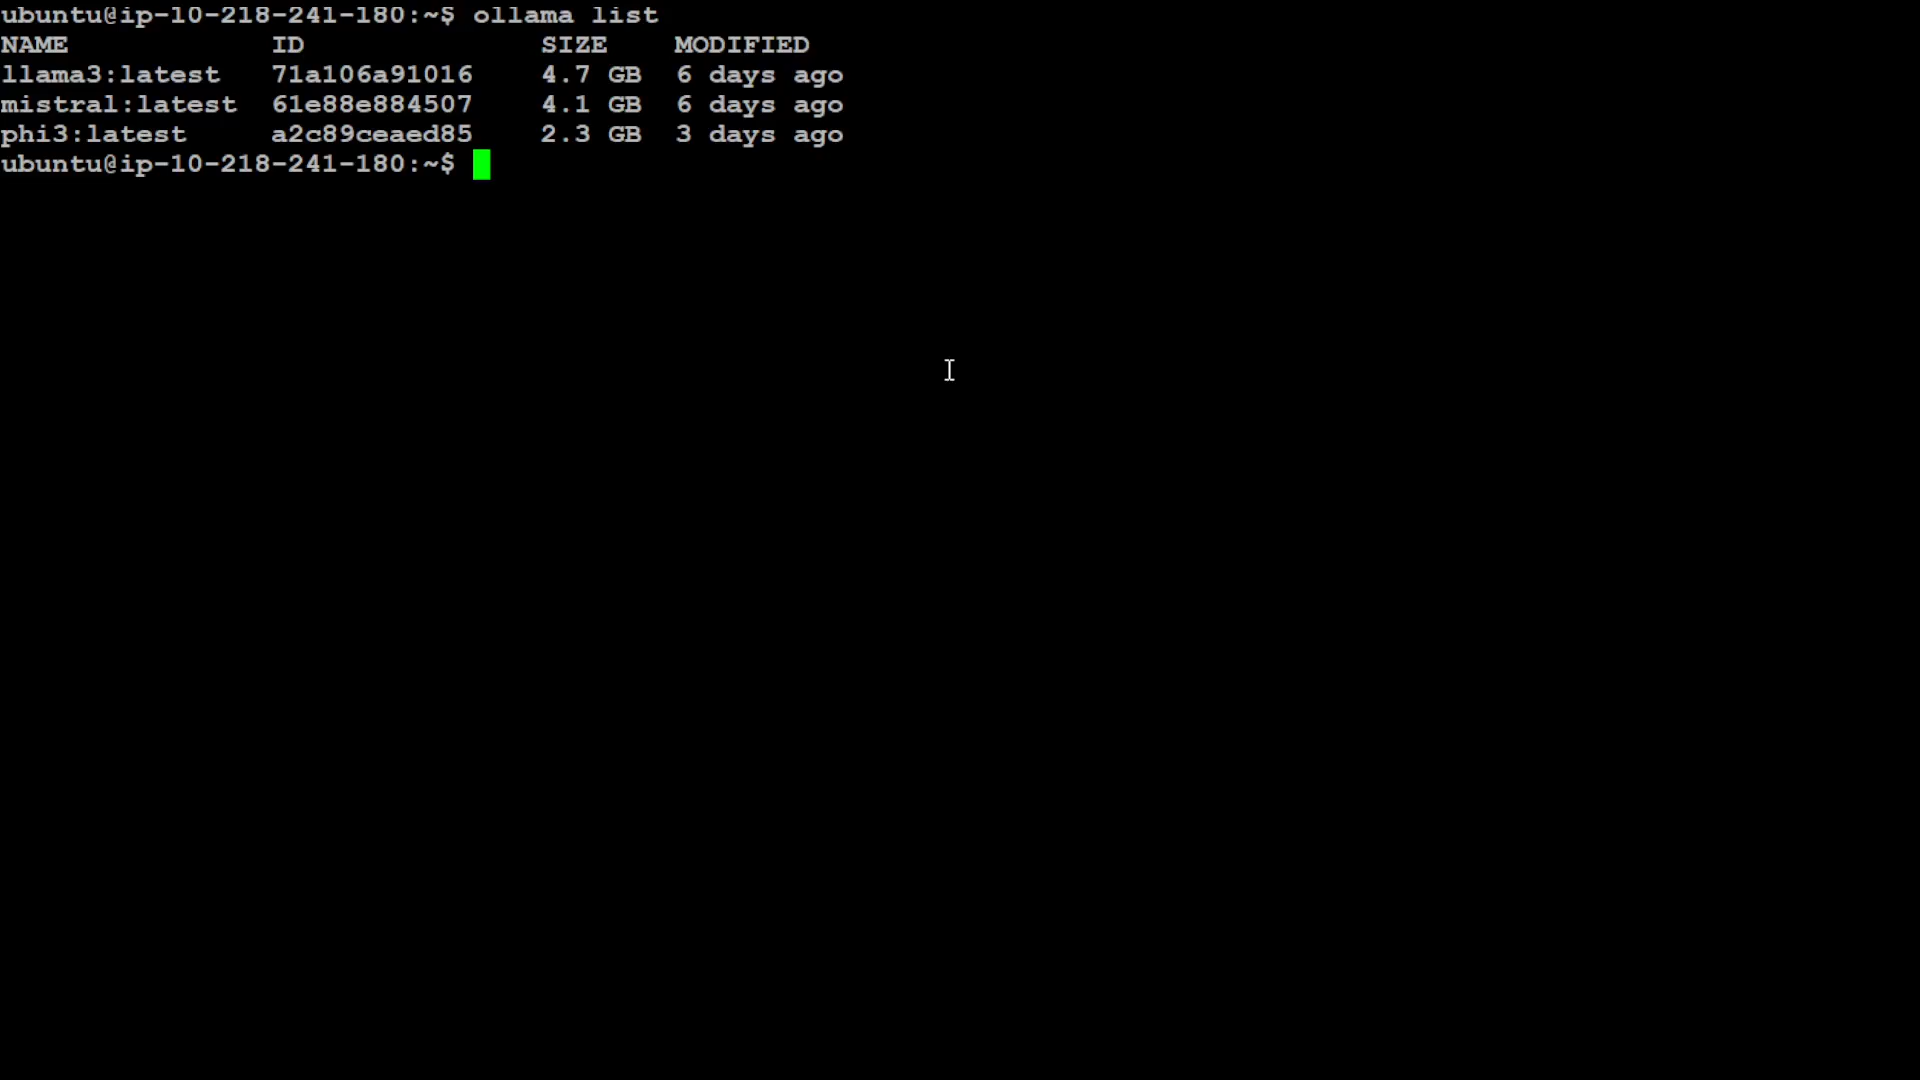 ubuntu@ip-10-218-241-180:~$ ollama list
NAME ID SIZE MODIFIED
llama3:latest 71a106a91016 4.7 GB 6 days ago
mistral:latest 61e88e884507 4.1 GB 6 days ago
phi3:latest a2c89ceaed85 2.3 GB 3 days ago
ubuntu@ip-10-218-241-180:~$